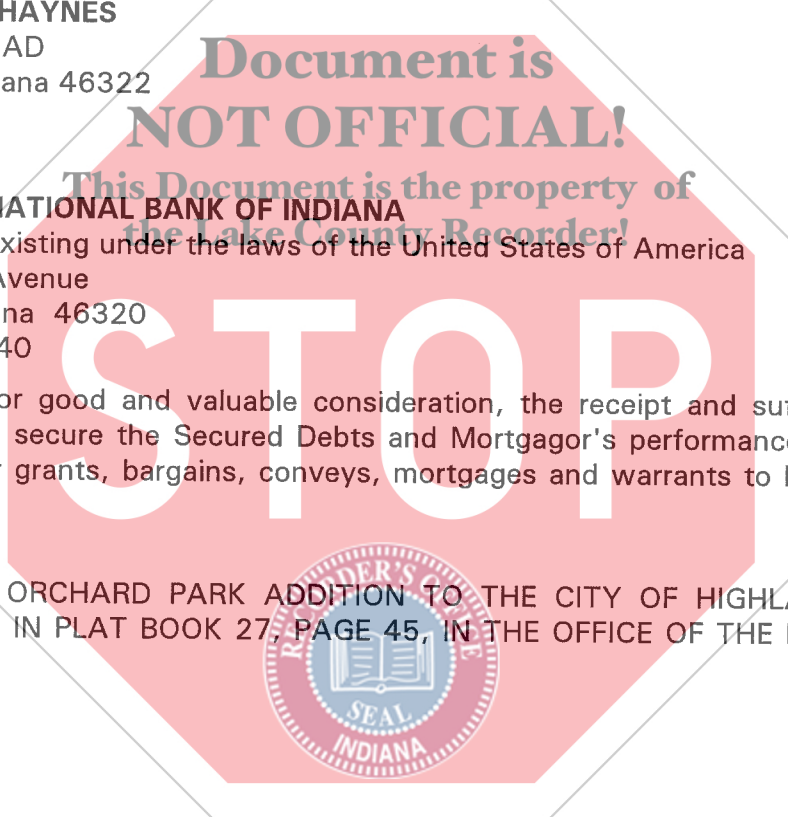 HAYNES
AD
ana 46322
Document is
NOT OFFICIAL!
This Document is the property of
the Lake County Recorder!
NATIONAL BANK OF INDIANA
xisting under the laws of the United States of America
Avenue
na 46320
40
STOP
or good and valuable consideration, the receipt and su
secure the Secured Debts and Mortgagor's performance
grants, bargains, conveys, mortgages and warrants to
ORCHARD PARK ADDITION TO THE CITY OF HIGHLA
IN PLAT BOOK 27, PAGE 45, IN THE OFFICE OF THE
RECORDER'S OFFICE
SEAL
INDIANA